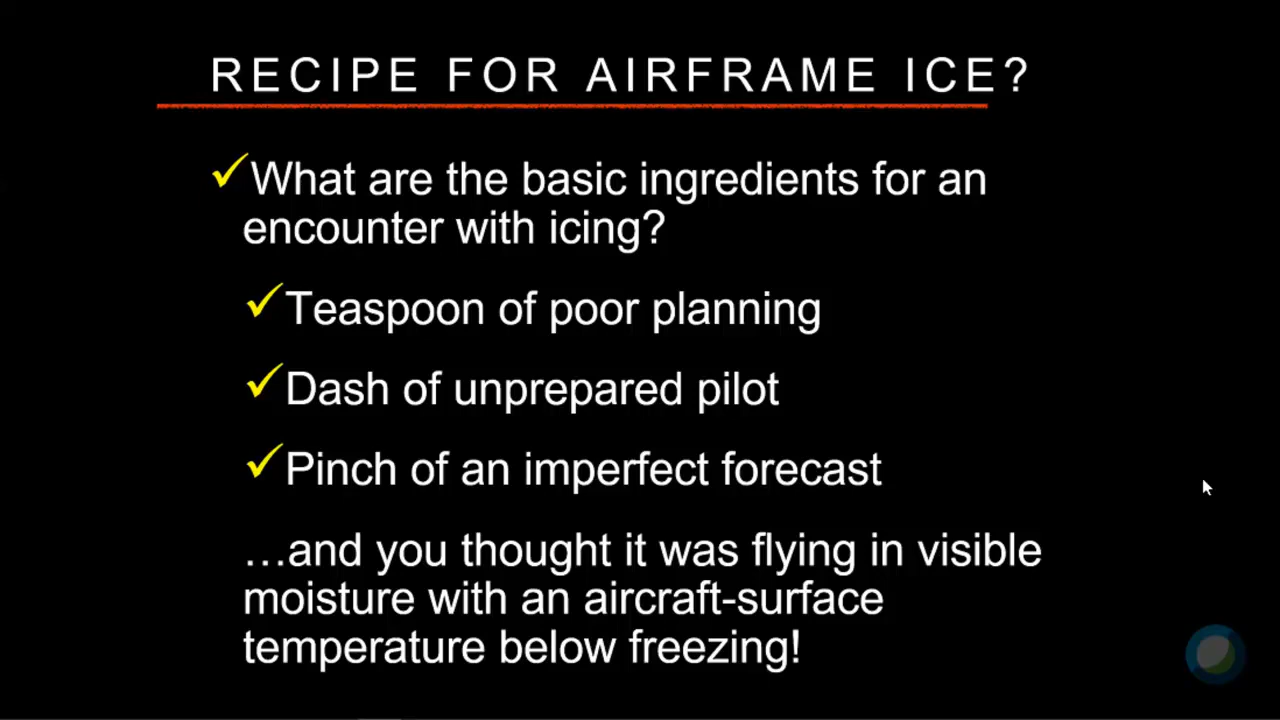 RECIPE FOR AIRFRAME ICE?
✓What are the basic ingredients for an
encounter with icing?
✓Teaspoon of poor planning
✓Dash of unprepared pilot
✓Pinch of an imperfect forecast
…and you thought it was flying in visible
moisture with an aircraft-surface
temperature below freezing!